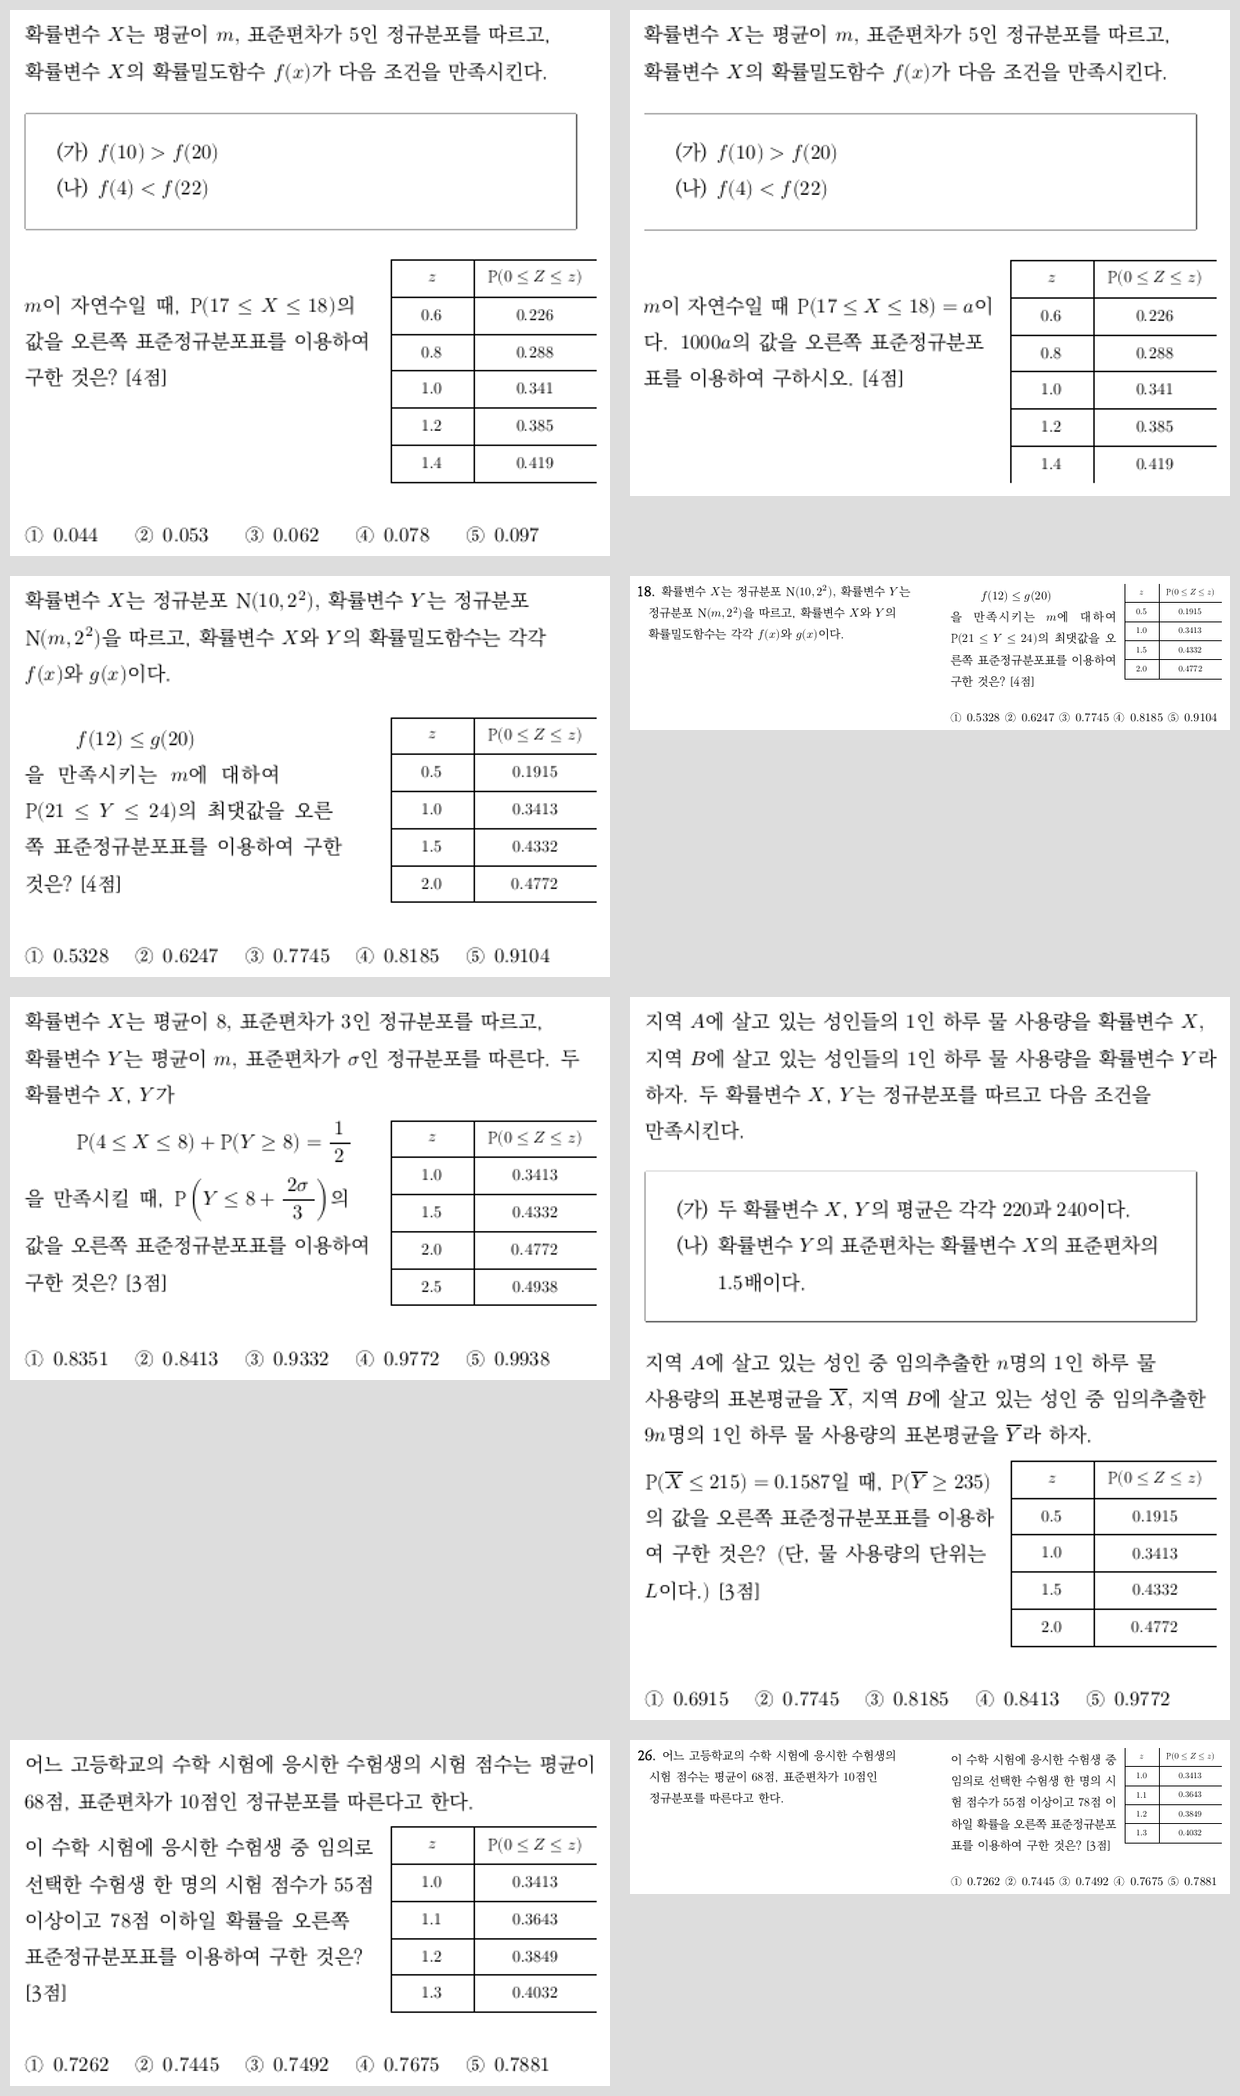 확률변수 X는 평균이 m, 표준편차가 5인 정규분포를 따르고,
확률변수 X의 확률밀도함수 f(x)가 다음 조건을 만족시킨다.
(가) f(10) > f(20)
(나) f(4) < f(22)
m이 자연수일 때, P(17 ≤ X ≤ 18)의
값을 오른쪽 표준정규분포표를 이용하여
구한 것은? [4점]
z P(0 ≤ Z ≤ z)
0.6 0.226
0.8 0.288
1.0 0.341
1.2 0.385
1.4 0.419
① 0.044 ② 0.053 ③ 0.062 ④ 0.078 ⑤ 0.097
확률변수 X는 평균이 m, 표준편차가 5인 정규분포를 따르고,
확률변수 X의 확률밀도함수 f(x)가 다음 조건을 만족시킨다.
(가) f(10) > f(20)
(나) f(4) < f(22)
m이 자연수일 때 P(17 ≤ X ≤ 18) = a이
다. 1000a의 값을 오른쪽 표준정규분포
표를 이용하여 구하시오. [4점]
z P(0 ≤ Z ≤ z)
0.6 0.226
0.8 0.288
1.0 0.341
1.2 0.385
1.4 0.419
확률변수 X는 정규분포 N(10, 2²), 확률변수 Y는 정규분포
N(m, 2²)을 따르고, 확률변수 X와 Y의 확률밀도함수는 각각
f(x)와 g(x)이다.
f(12) ≤ g(20)
을 만족시키는 m에 대하여
P(21 ≤ Y ≤ 24)의 최댓값을 오른
쪽 표준정규분포표를 이용하여 구한
것은? [4점]
z P(0 ≤ Z ≤ z)
0.5 0.1915
1.0 0.3413
1.5 0.4332
2.0 0.4772
① 0.5328 ② 0.6247 ③ 0.7745 ④ 0.8185 ⑤ 0.9104
18. 확률변수 X는 정규분포 N(10, 2²), 확률변수 Y는
정규분포 N(m, 2²)을 따르고, 확률변수 X와 Y의
확률밀도함수는 각각 f(x)와 g(x)이다.
f(12) ≤ g(20)
을 만족시키는 m에 대하여
P(21 ≤ Y ≤ 24)의 최댓값을 오
른쪽 표준정규분포표를 이용하여
구한 것은? [4점]
z P(0 ≤ Z ≤ z)
0.5 0.1915
1.0 0.3413
1.5 0.4332
2.0 0.4772
① 0.5328 ② 0.6247 ③ 0.7745 ④ 0.8185 ⑤ 0.9104
확률변수 X는 평균이 8, 표준편차가 3인 정규분포를 따르고,
확률변수 Y는 평균이 m, 표준편차가 σ인 정규분포를 따른다. 두
확률변수 X, Y가
P(4 ≤ X ≤ 8) + P(Y ≥ 8) = 1/2
을 만족시킬 때, P(Y ≤ 8 + 2σ/3)의
값을 오른쪽 표준정규분포표를 이용하여
구한 것은? [3점]
z P(0 ≤ Z ≤ z)
1.0 0.3413
1.5 0.4332
2.0 0.4772
2.5 0.4938
① 0.8351 ② 0.8413 ③ 0.9332 ④ 0.9772 ⑤ 0.9938
지역 A에 살고 있는 성인들의 1인 하루 물 사용량을 확률변수 X,
지역 B에 살고 있는 성인들의 1인 하루 물 사용량을 확률변수 Y라
하자. 두 확률변수 X, Y는 정규분포를 따르고 다음 조건을
만족시킨다.
(가) 두 확률변수 X, Y의 평균은 각각 220과 240이다.
(나) 확률변수 Y의 표준편차는 확률변수 X의 표준편차의
1.5배이다.
지역 A에 살고 있는 성인 중 임의추출한 n명의 1인 하루 물
사용량의 표본평균을 X̅, 지역 B에 살고 있는 성인 중 임의추출한
9n명의 1인 하루 물 사용량의 표본평균을 Y̅라 하자.
P(X̅ ≤ 215) = 0.1587일 때, P(Y̅ ≥ 235)
의 값을 오른쪽 표준정규분포표를 이용하
여 구한 것은? (단, 물 사용량의 단위는
L이다.) [3점]
z P(0 ≤ Z ≤ z)
0.5 0.1915
1.0 0.3413
1.5 0.4332
2.0 0.4772
① 0.6915 ② 0.7745 ③ 0.8185 ④ 0.8413 ⑤ 0.9772
어느 고등학교의 수학 시험에 응시한 수험생의 시험 점수는 평균이
68점, 표준편차가 10점인 정규분포를 따른다고 한다.
이 수학 시험에 응시한 수험생 중 임의로
선택한 수험생 한 명의 시험 점수가 55점
이상이고 78점 이하일 확률을 오른쪽
표준정규분포표를 이용하여 구한 것은?
[3점]
z P(0 ≤ Z ≤ z)
1.0 0.3413
1.1 0.3643
1.2 0.3849
1.3 0.4032
① 0.7262 ② 0.7445 ③ 0.7492 ④ 0.7675 ⑤ 0.7881
26. 어느 고등학교의 수학 시험에 응시한 수험생의
시험 점수는 평균이 68점, 표준편차가 10점인
정규분포를 따른다고 한다.
이 수학 시험에 응시한 수험생 중
임의로 선택한 수험생 한 명의 시
험 점수가 55점 이상이고 78점 이
하일 확률을 오른쪽 표준정규분포
표를 이용하여 구한 것은? [3점]
z P(0 ≤ Z ≤ z)
1.0 0.3413
1.1 0.3643
1.2 0.3849
1.3 0.4032
① 0.7262 ② 0.7445 ③ 0.7492 ④ 0.7675 ⑤ 0.7881